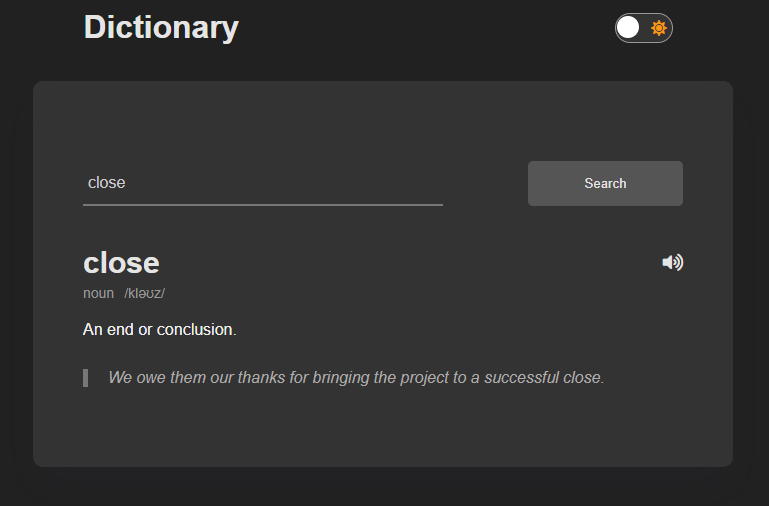 Dictionary
close
Search
close
noun /kləʊz/
An end or conclusion.
We owe them our thanks for bringing the project to a successful close.